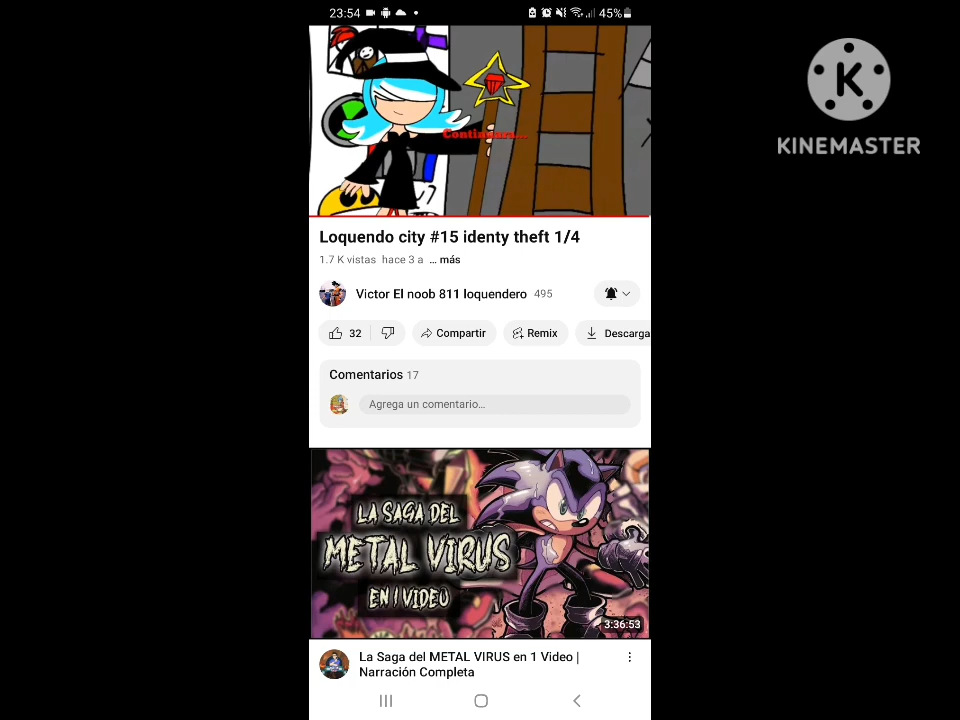 23:54
45%
KINEMASTER
Continuara...
Loquendo city #15 identy theft 1/4
1.7 K vistas hace 3 a ... más
Victor El noob 811 loquendero 495
32 Compartir Remix Descarga
Comentarios 17
Agrega un comentario...
LA SAGA DEL
METAL VIRUS
EN 1 VIDEO
3:36:53
La Saga del METAL VIRUS en 1 Video |
Narración Completa